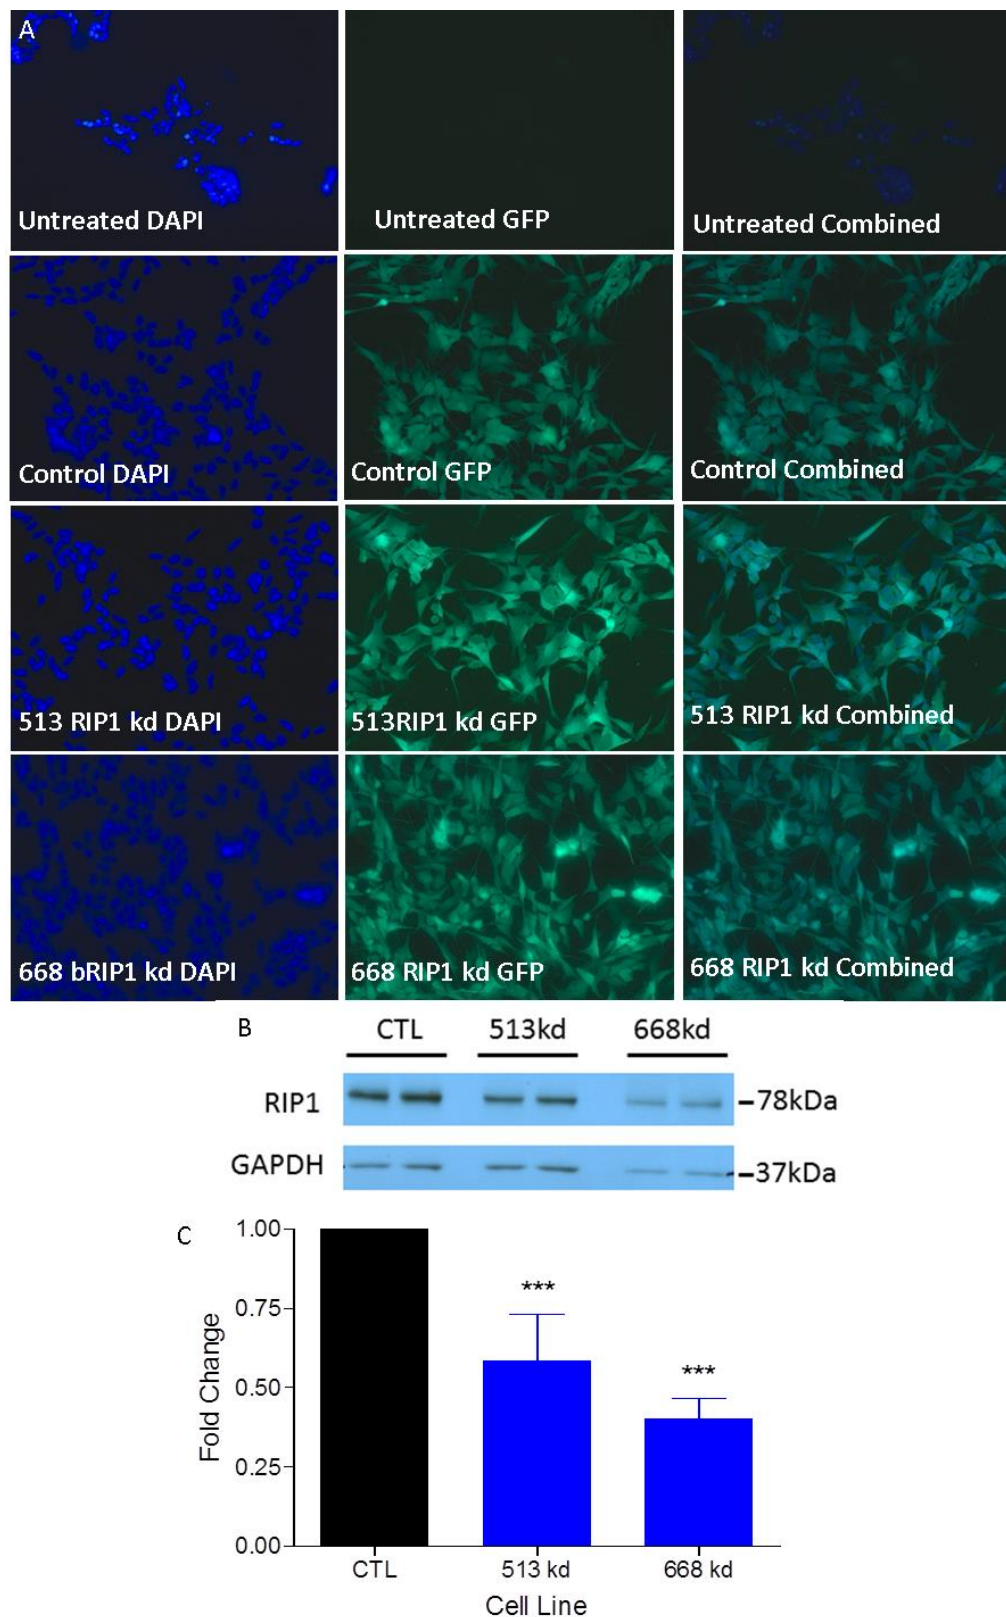 A
Untreated DAPI
Untreated GFP
Untreated Combined
Control DAPI
Control GFP
Control Combined
513 RIP1 kd DAPI
513RIP1 kd GFP
513 RIP1 kd Combined
668 bRIP1 kd DAPI
668 RIP1 kd GFP
668 RIP1 kd Combined
B
CTL 513kd 668kd
RIP1 –78kDa
GAPDH –37kDa
C
1.00
0.75
0.50
0.25
0.00
Fold Change
***
***
CTL 513 kd 668 kd
Cell Line